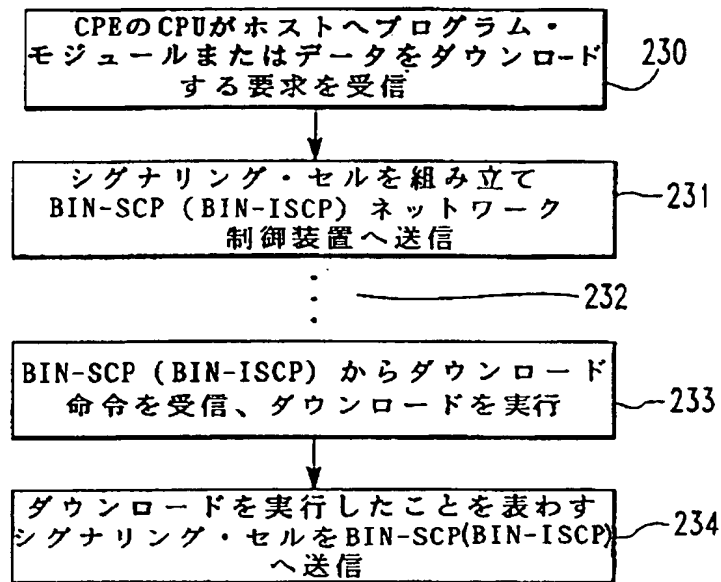 CPEのCPUがホストへプログラム・
モジュールまたはデータをダウンロード
する要求を受信
230
シグナリング・セルを組み立て
BIN-SCP (BIN-ISCP) ネットワーク
制御装置へ送信
231
232
BIN-SCP (BIN-ISCP) からダウンロード
命令を受信、ダウンロードを実行
233
ダウンロードを実行したことを表わす
シグナリング・セルをBIN-SCP(BIN-ISCP)
へ送信
234